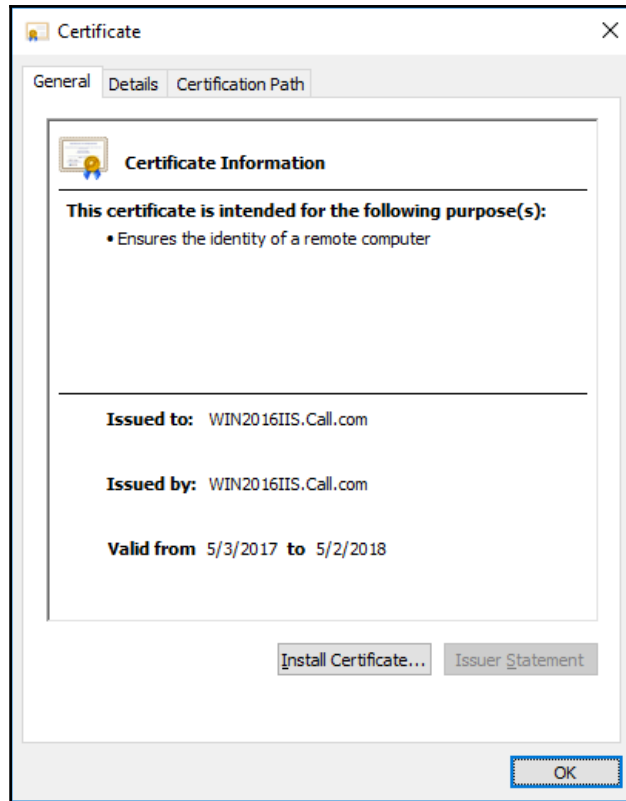 Certificate
General Details Certification Path
Certificate Information
This certificate is intended for the following purpose(s):
• Ensures the identity of a remote computer
Issued to: WIN2016IIS.Call.com
Issued by: WIN2016IIS.Call.com
Valid from 5/3/2017 to 5/2/2018
Install Certificate... Issuer Statement
OK